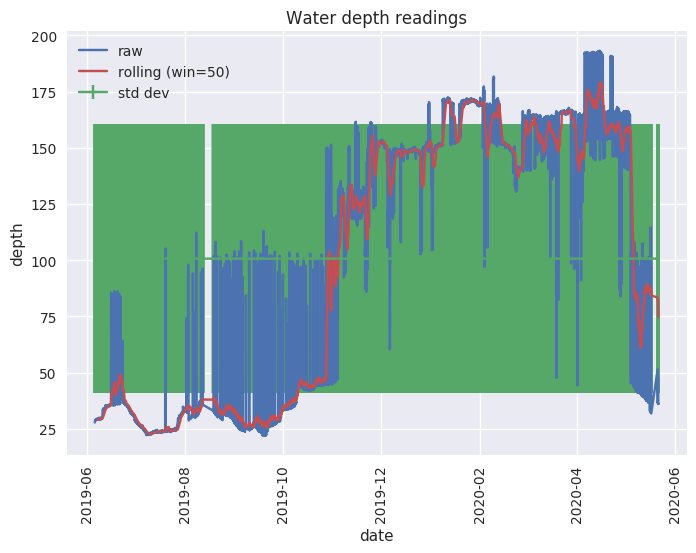 Water depth readings
raw
rolling (win=50)
std dev
200
175
150
125
100
75
50
25
depth
2019-06
2019-08
2019-10
2019-12
2020-02
2020-04
2020-06
date